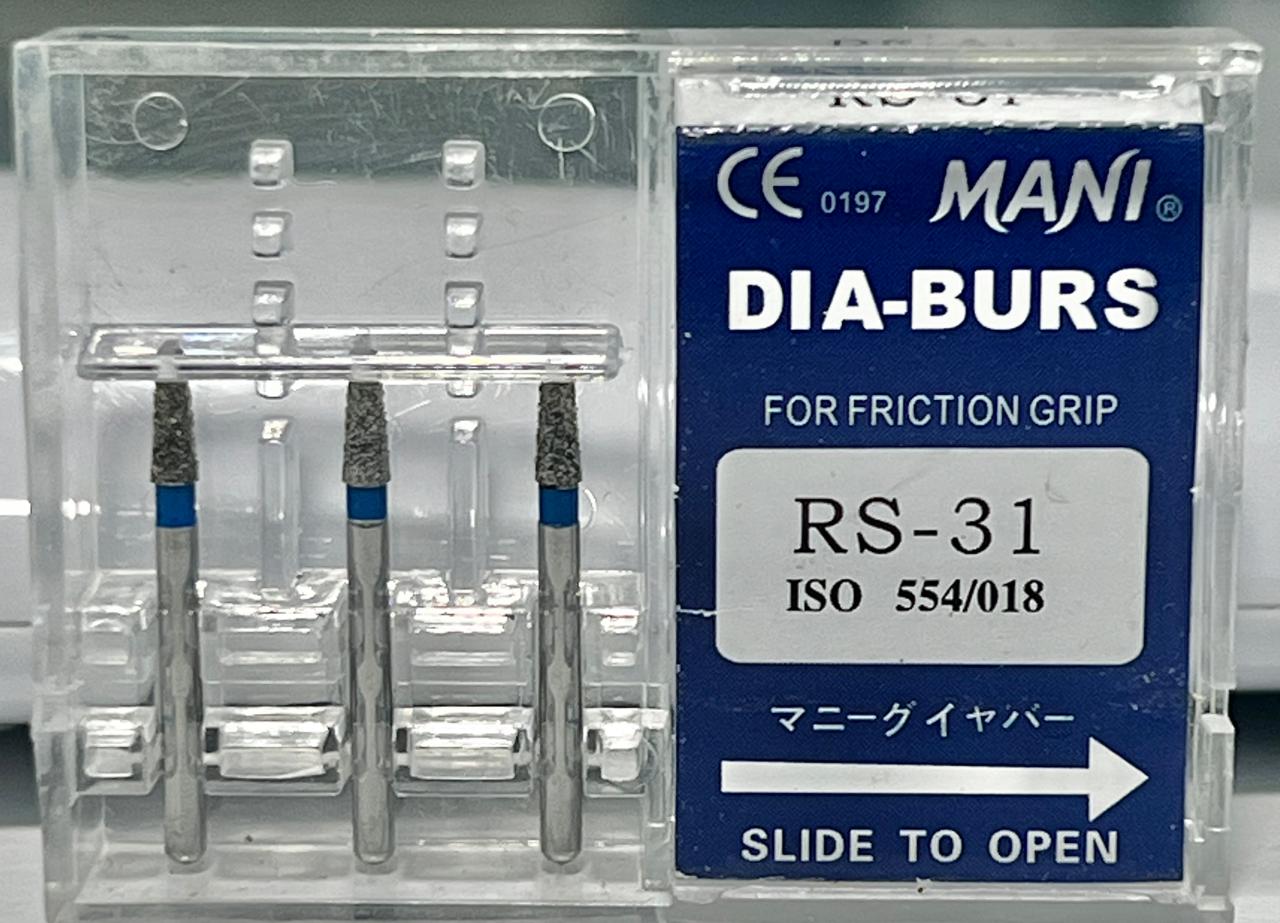 CE 0197 MANI®
DIA-BURS
FOR FRICTION GRIP
RS-31
ISO 554/018
マニーダイヤバー
SLIDE TO OPEN